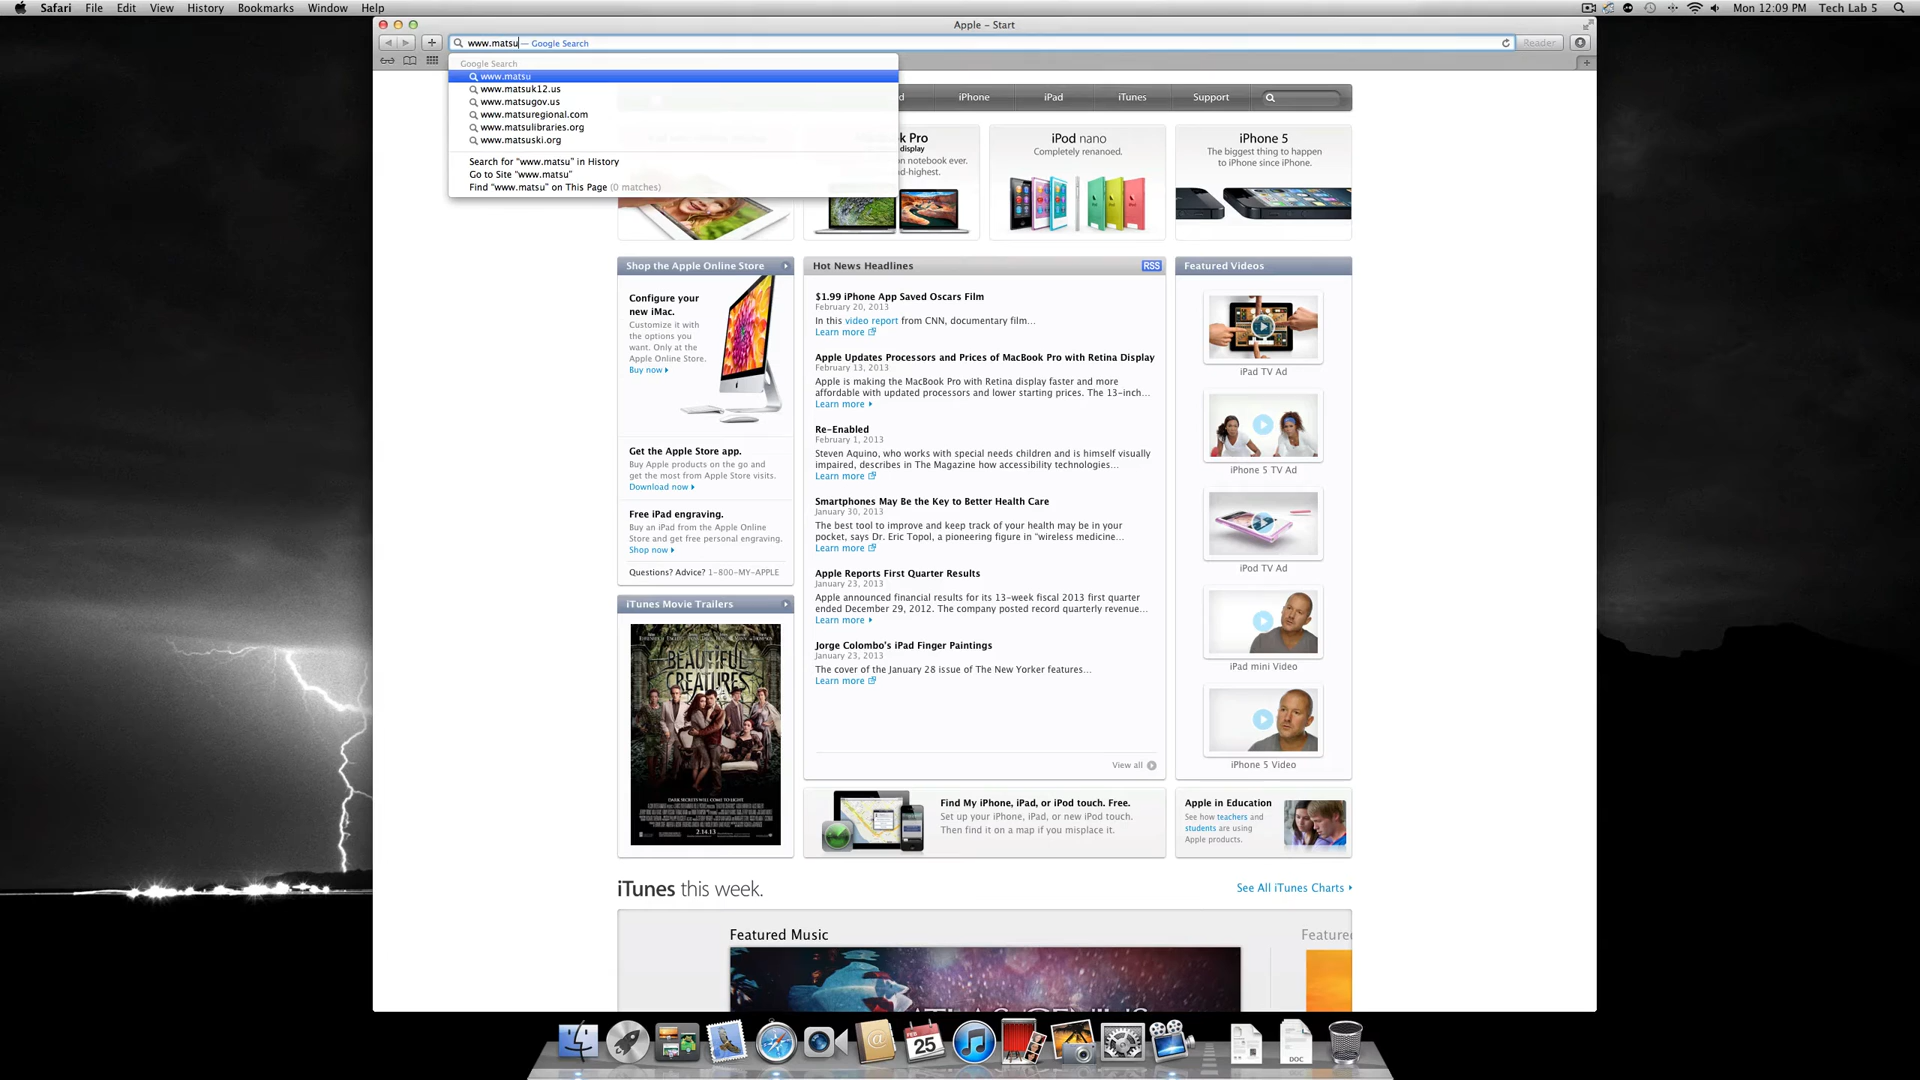 Safari File Edit View History Bookmarks Window Help
Mon 12:09 PM Tech Lab 5
Apple – Start
www.matsu — Google Search
Reader
Google Search
www.matsu
www.matsuk12.us
www.matsugov.us
www.matsuregional.com
www.matsulibraries.org
www.matsuski.org
Search for “www.matsu” in History
Go to Site “www.matsu”
Find “www.matsu” on This Page (0 matches)
d iPhone iPad iTunes Support
k Pro
display
on notebook ever.
nd-highest.
iPod nano
Completely renanoed.
iPhone 5
The biggest thing to happen
to iPhone since iPhone.
Shop the Apple Online Store
Configure your
new iMac.
Customize it with
the options you
want. Only at the
Apple Online Store.
Buy now
Get the Apple Store app.
Buy Apple products on the go and
get the most from Apple Store visits.
Download now
Free iPad engraving.
Buy an iPad from the Apple Online
Store and get free personal engraving.
Shop now
Questions? Advice? 1-800-MY-APPLE
iTunes Movie Trailers
BEAUTIFUL
CREATURES
DARK SECRETS WILL COME TO LIGHT
2.14.13
Hot News Headlines
RSS
$1.99 iPhone App Saved Oscars Film
February 20, 2013
In this video report from CNN, documentary film...
Learn more
Apple Updates Processors and Prices of MacBook Pro with Retina Display
February 13, 2013
Apple is making the MacBook Pro with Retina display faster and more
affordable with updated processors and lower starting prices. The 13-inch...
Learn more
Re-Enabled
February 1, 2013
Steven Aquino, who works with special needs children and is himself visually
impaired, describes in The Magazine how accessibility technologies...
Learn more
Smartphones May Be the Key to Better Health Care
January 30, 2013
The best tool to improve and keep track of your health may be in your
pocket, says Dr. Eric Topol, a pioneering figure in “wireless medicine...
Learn more
Apple Reports First Quarter Results
January 23, 2013
Apple announced financial results for its 13-week fiscal 2013 first quarter
ended December 29, 2012. The company posted record quarterly revenue...
Learn more
Jorge Colombo’s iPad Finger Paintings
January 23, 2013
The cover of the January 28 issue of The New Yorker features...
Learn more
View all
Featured Videos
iPad TV Ad
iPhone 5 TV Ad
iPod TV Ad
iPad mini Video
iPhone 5 Video
Find My iPhone, iPad, or iPod touch. Free.
Set up your iPhone, iPad, or new iPod touch.
Then find it on a map if you misplace it.
Apple in Education
See how teachers and
students are using
Apple products.
iTunes this week.
See All iTunes Charts
Featured Music
Feature
FEB
25
DOC